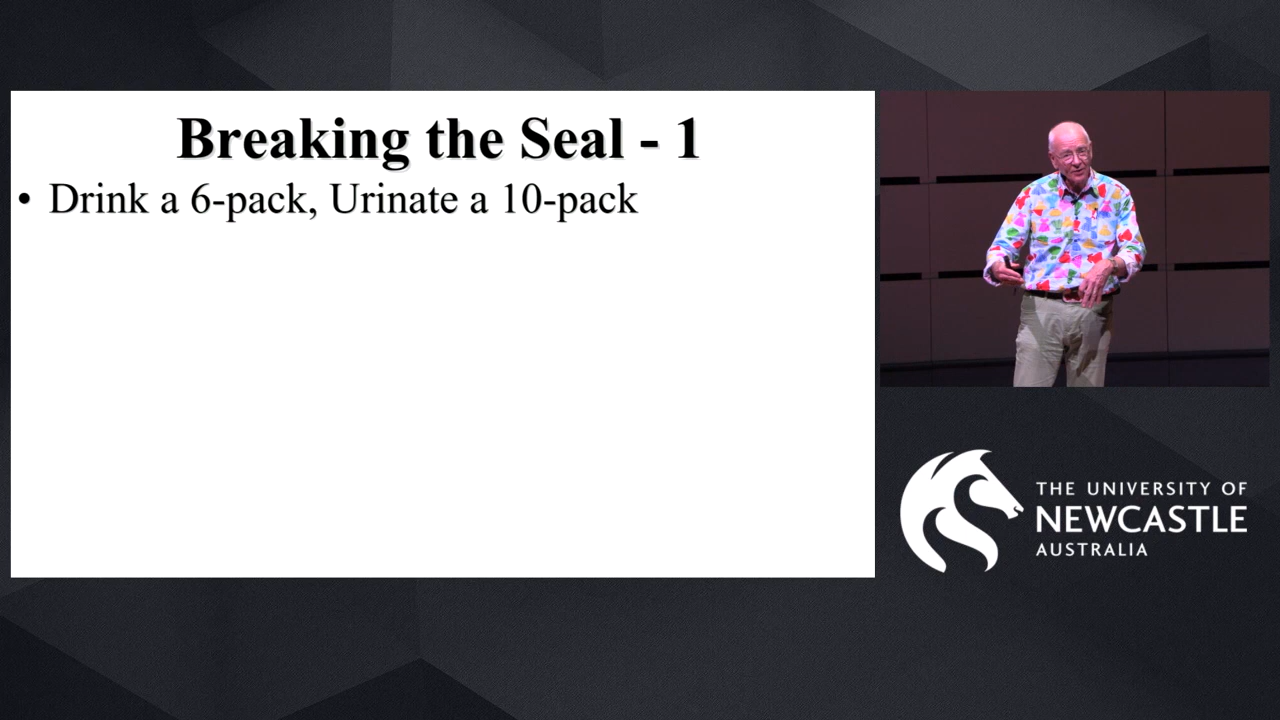 Breaking the Seal - 1
• Drink a 6-pack, Urinate a 10-pack
THE UNIVERSITY OF
NEWCASTLE
AUSTRALIA